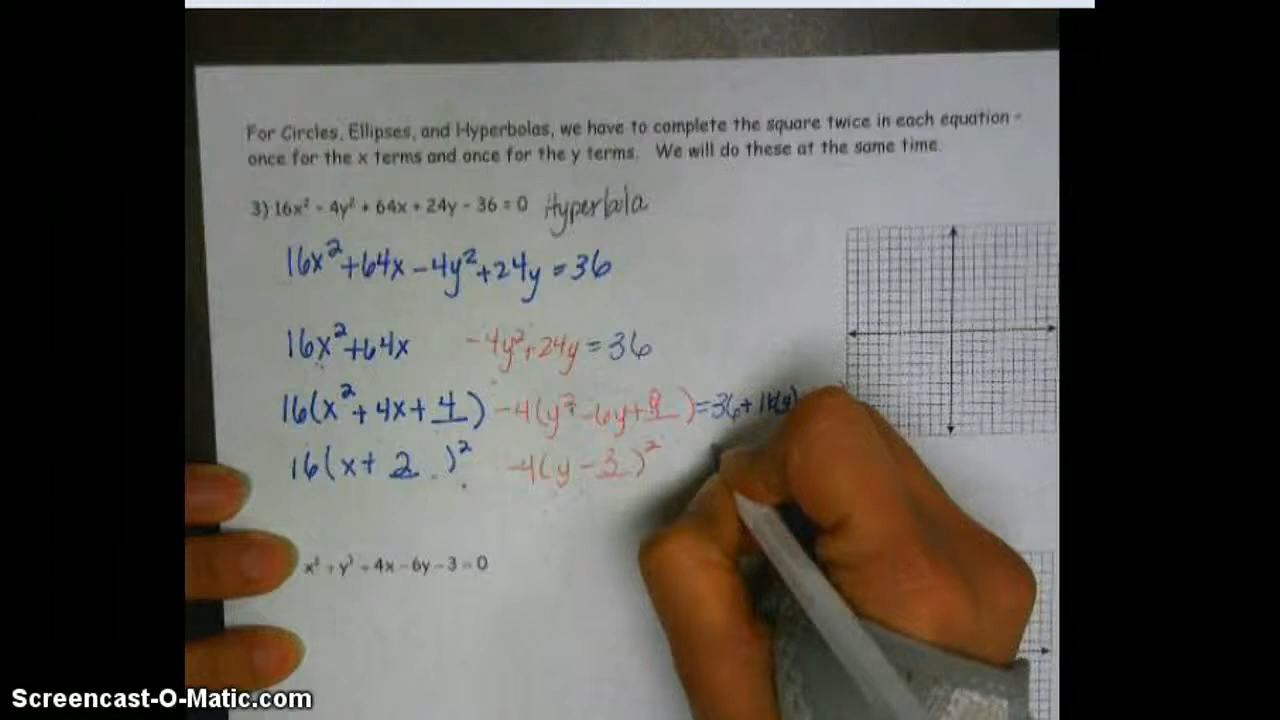 For Circles, Ellipses, and Hyperbolas, we have to complete the square twice in each equation -
once for the x terms and once for the y terms. We will do these at the same time.
3) 16x² - 4y² + 64x + 24y - 36 = 0 Hyperbola
16x² + 64x - 4y² + 24y = 36
16x² + 64x - 4y² + 24y = 36
16(x² + 4x + 4) - 4(y² - 6y + 9) = 36 + 16(4)
16(x + 2)² - 4(y - 3)²
x² + y² + 4x - 6y - 3 = 0
Screencast-O-Matic.com